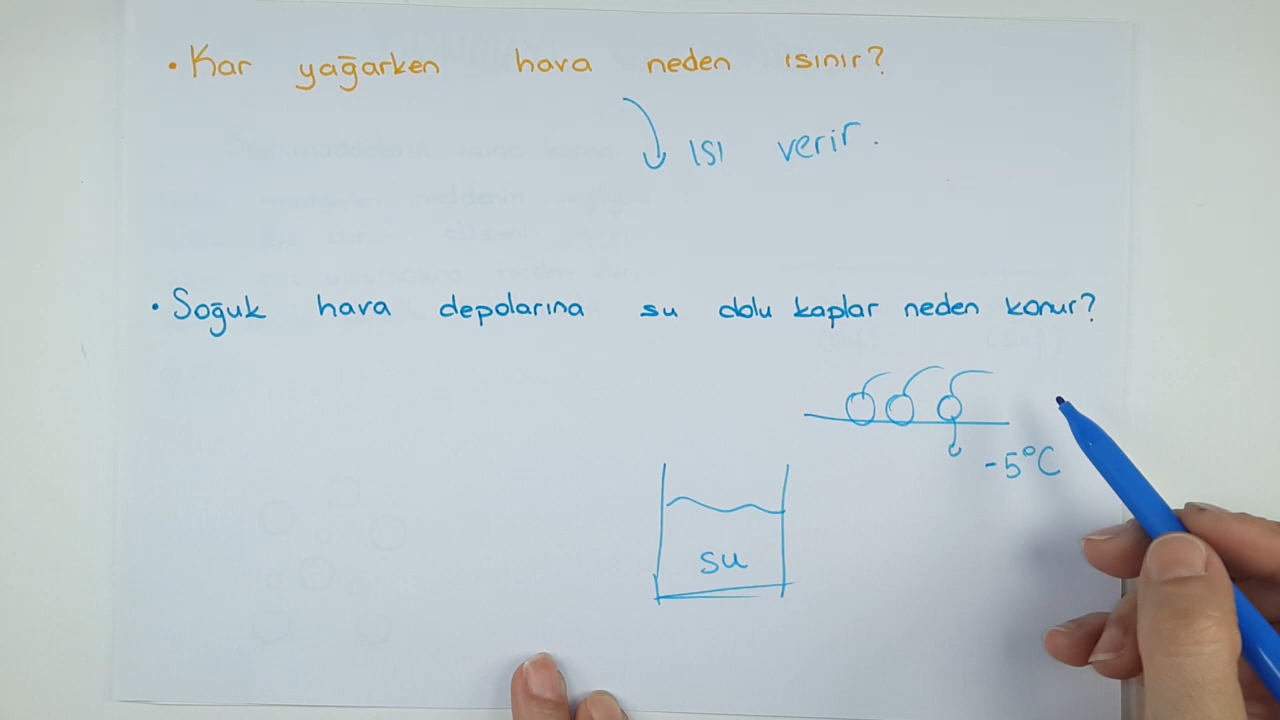 • Kar yağarken hava neden ısınır?
ısı verir.
• Soğuk hava depolarına su dolu kaplar neden konur?
-5°C
su